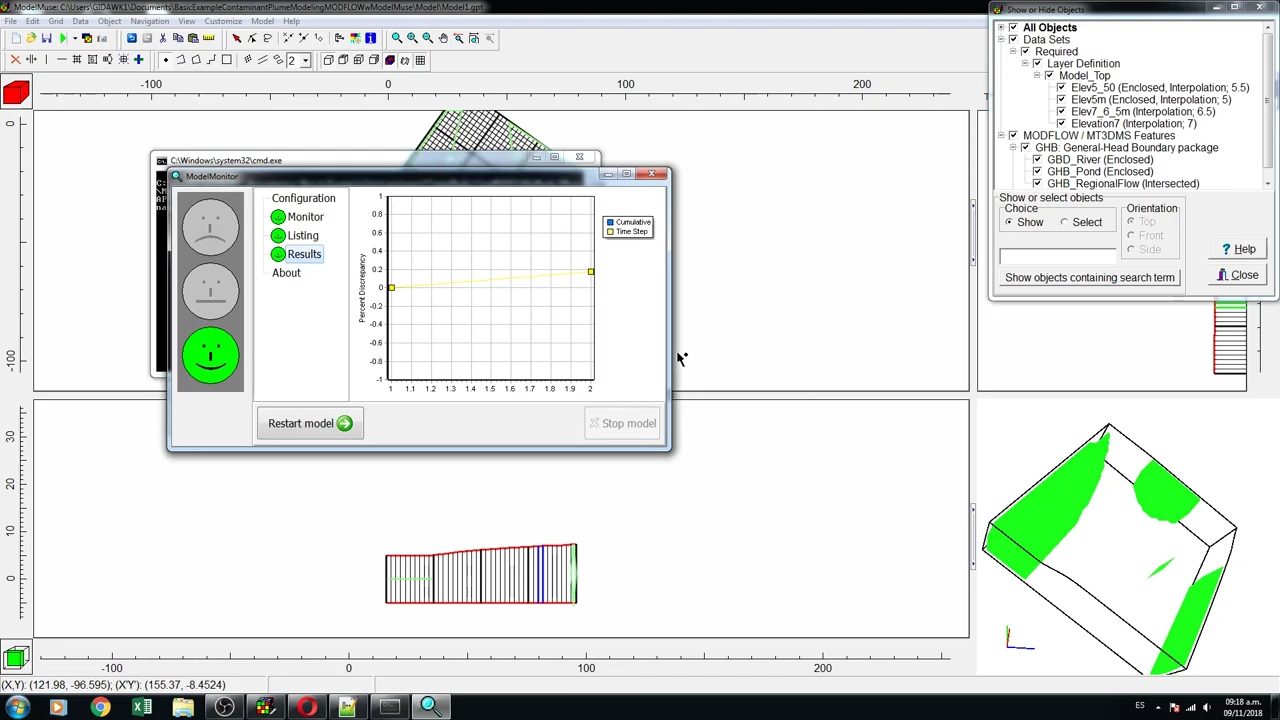 ModelMuse: C:\Users\GIDAWK1\Documents\BasicExampleContaminantPlumeModelingMODFLOWwModelMuse\Model\Model1.gpt
File Edit Grid Data Object Navigation View Customize Model Help
2
-100 0 100 200
0
-100
C:\Windows\system32\cmd.exe
ModelMonitor
Configuration
Monitor
Listing
Results
About
1
0.8
0.6
0.4
0.2
0
-0.2
-0.4
-0.6
-0.8
-1
Percent Discrepancy
1 1.1 1.2 1.3 1.4 1.5 1.6 1.7 1.8 1.9 2
Cumulative
Time Step
Restart model
Stop model
Show or Hide Objects
All Objects
Data Sets
Required
Layer Definition
Model_Top
Elev5_50 (Enclosed, Interpolation; 5.5)
Elev5m (Enclosed, Interpolation; 5)
Elev7_6_5m (Interpolation; 6.5)
Elevation7 (Interpolation; 7)
MODFLOW / MT3DMS Features
GHB: General-Head Boundary package
GBD_River (Enclosed)
GHB_Pond (Enclosed)
GHB_RegionalFlow (Intersected)
Show or select objects
Choice
Show Select
Orientation
Top
Front
Side
Help
Close
Show objects containing search term
30
20
10
0
-100 0 100 200
(X,Y): (121.98, -96.595); (X',Y'): (155.37, -8.4524)
ES
09:18 a.m.
09/11/2018